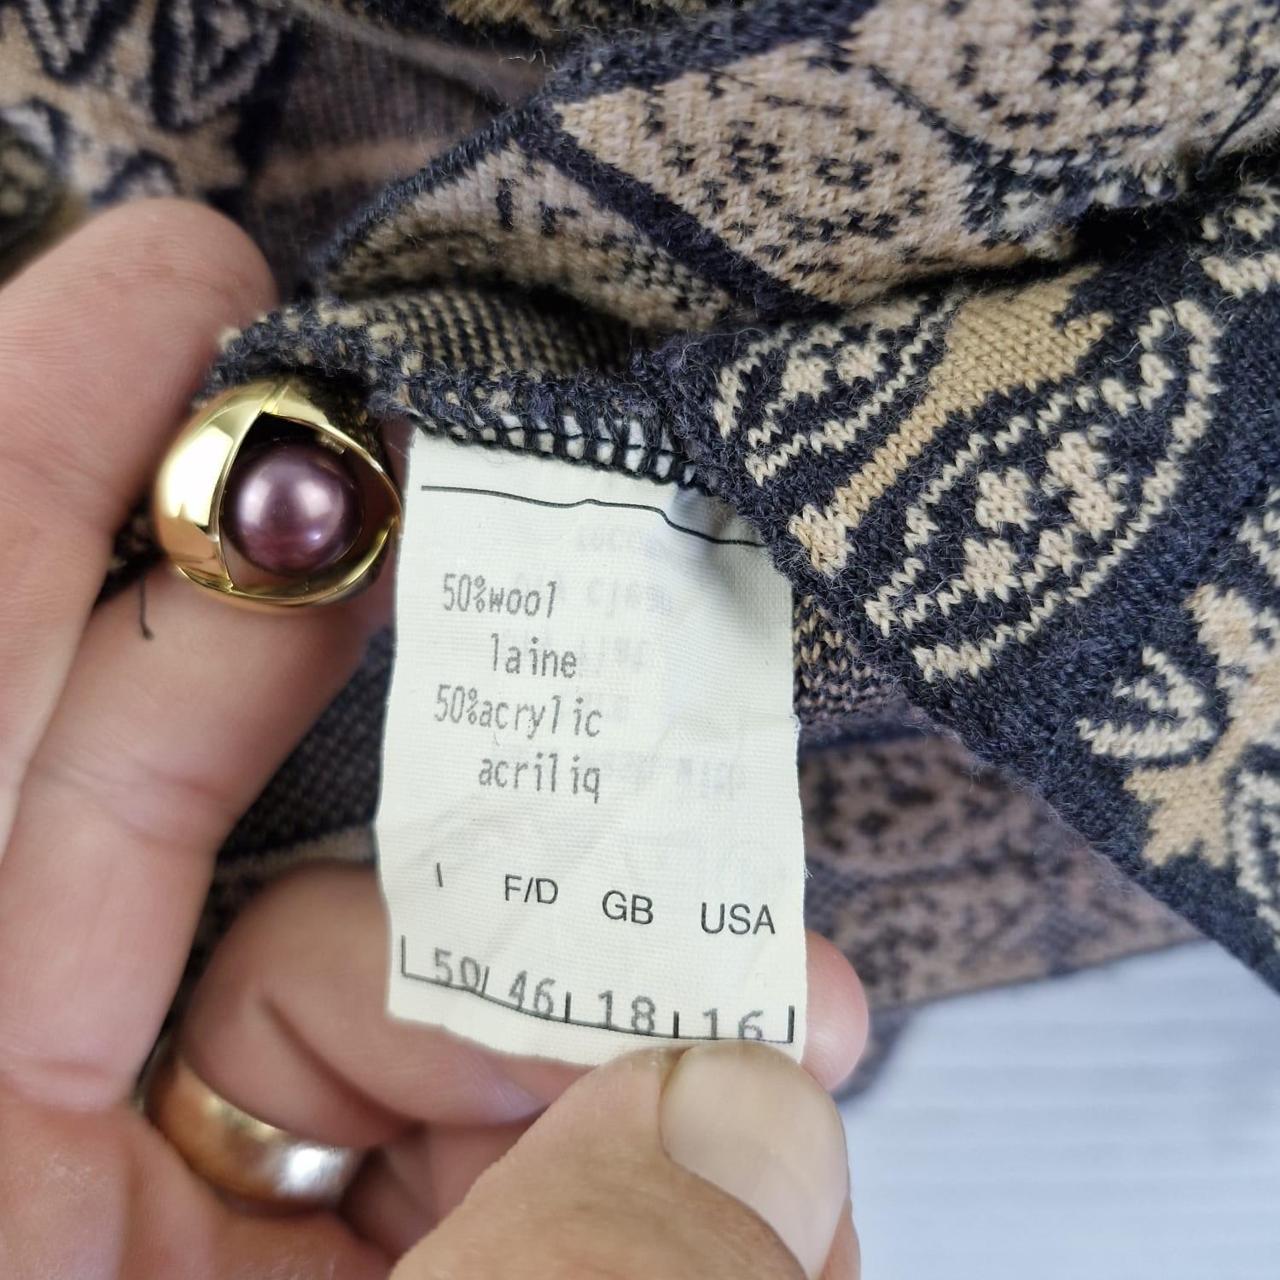 50%wool
laine
50%acrylic
acriliq
I F/D GB USA
50 46 18 16